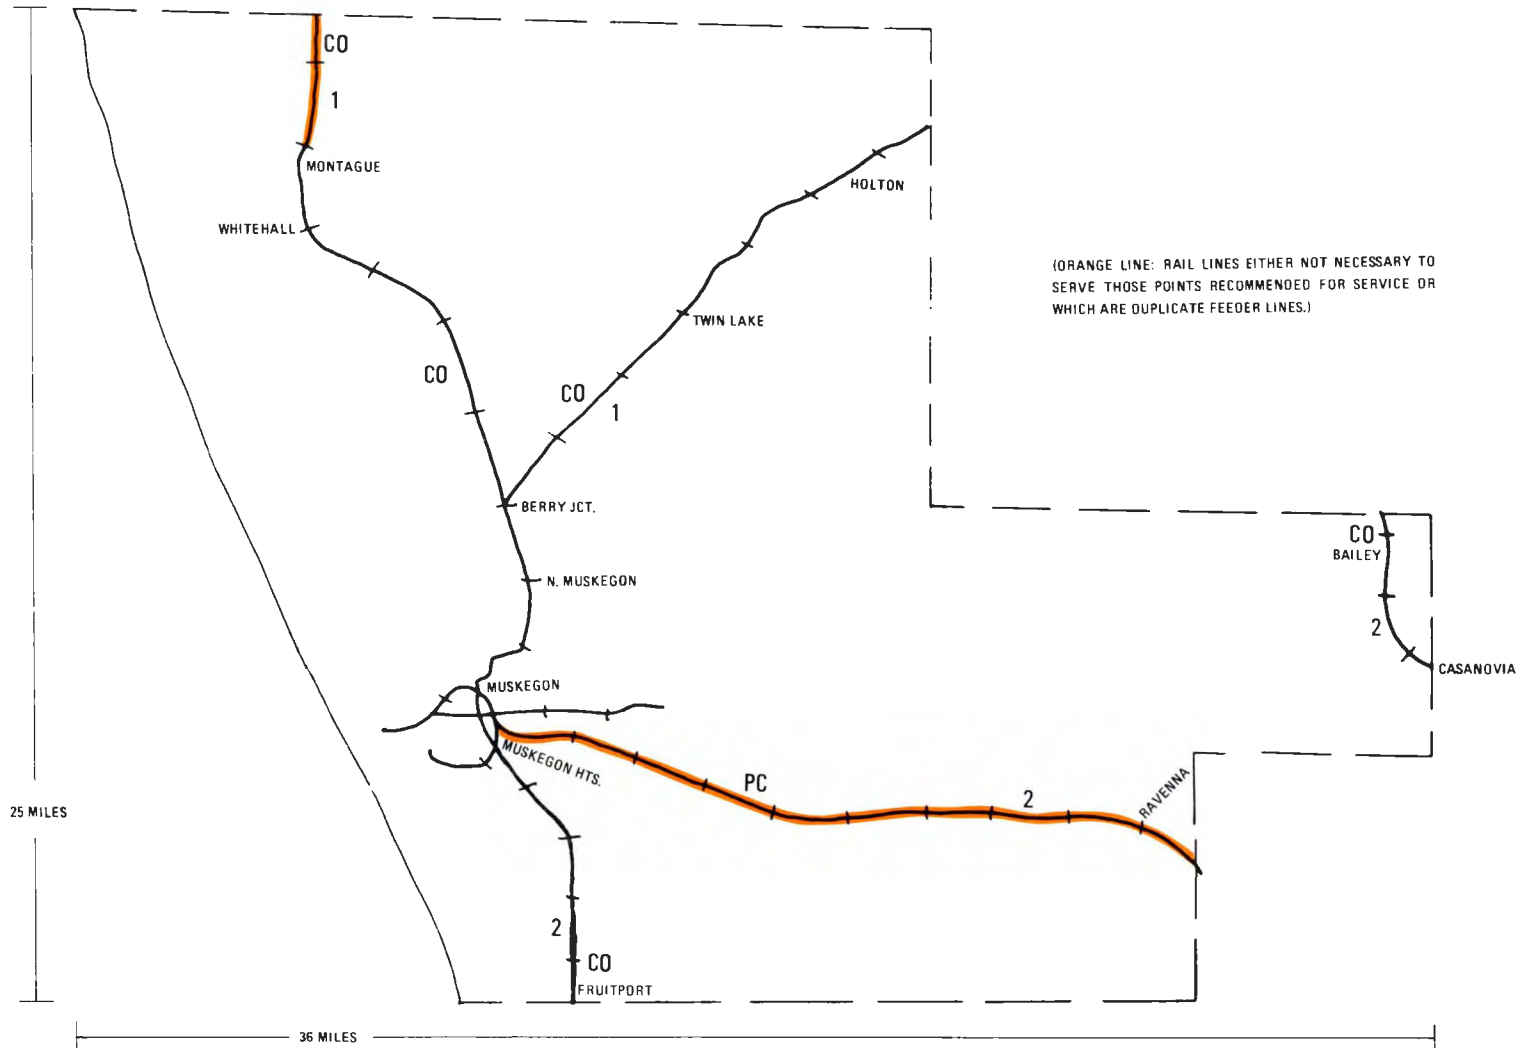 CO
1
MONTAGUE
WHITEHALL
HOLTON
(ORANGE LINE: RAIL LINES EITHER NOT NECESSARY TO
SERVE THOSE POINTS RECOMMENDED FOR SERVICE OR
WHICH ARE DUPLICATE FEEDER LINES.)
TWIN LAKE
CO
CO
1
BERRY JCT.
CO
BAILEY
N. MUSKEGON
2
CASANOVIA
MUSKEGON
MUSKEGON HTS.
PC
2
RAVENNA
25 MILES
2
CO
FRUITPORT
36 MILES